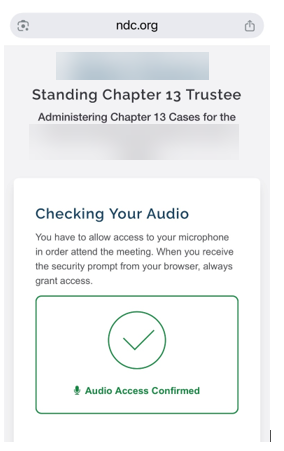 ndc.org
Standing Chapter 13 Trustee
Administering Chapter 13 Cases for the
Checking Your Audio
You have to allow access to your microphone
in order attend the meeting. When you receive
the security prompt from your browser, always
grant access.
Audio Access Confirmed